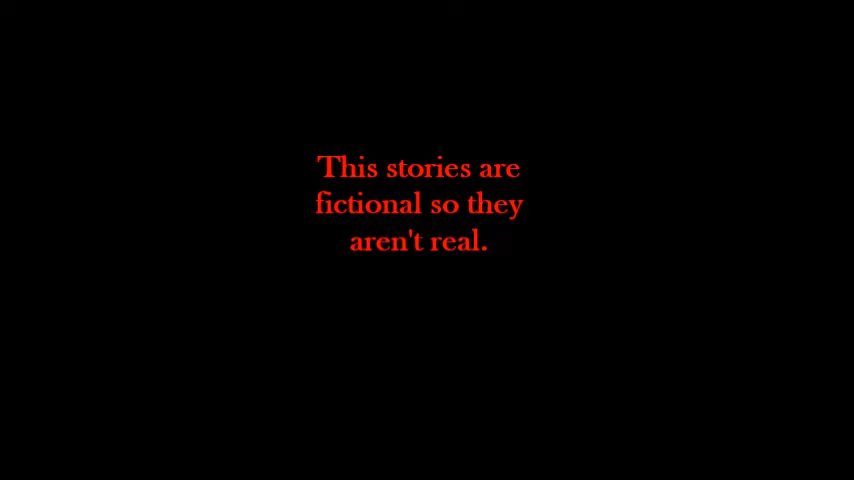 This stories are
fictional so they
aren't real.